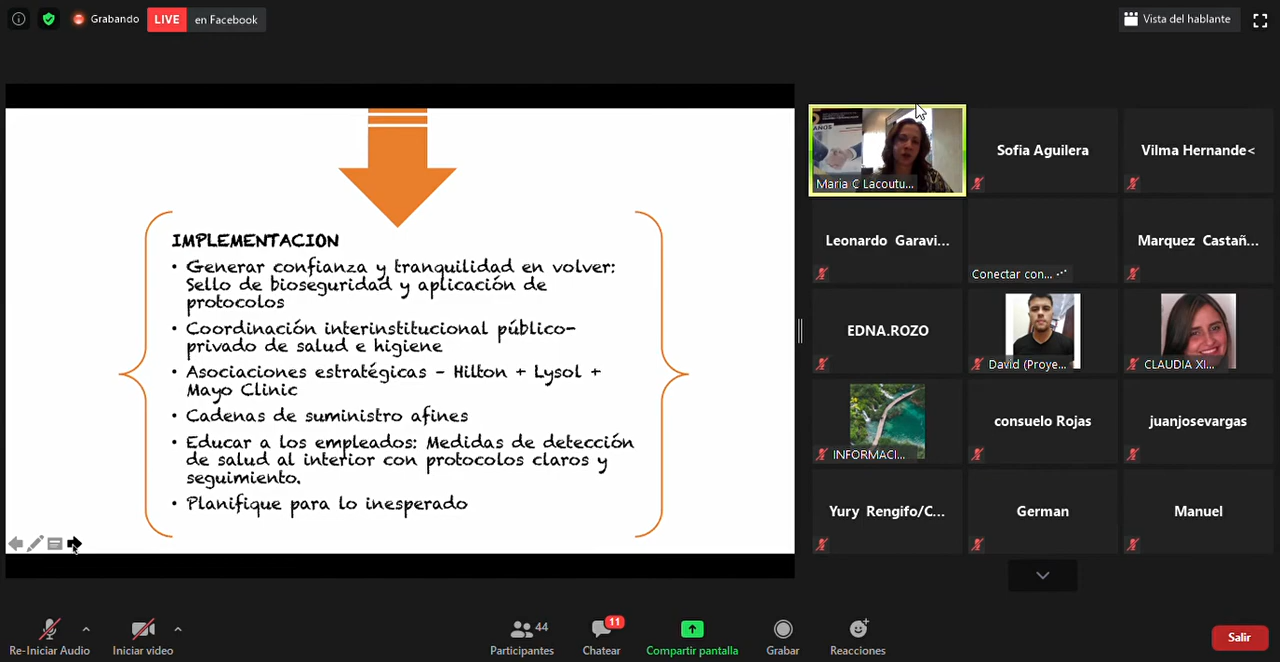 Grabando
LIVE
en Facebook
Vista del hablante
IMPLEMENTACION
• Generar confianza y tranquilidad en volver:
Sello de bioseguridad y aplicación de
protocolos
• Coordinación interinstitucional público-
privado de salud e higiene
• Asociaciones estratégicas – Hilton + Lysol +
Mayo Clinic
• Cadenas de suministro afines
• Educar a los empleados: Medidas de detección
de salud al interior con protocolos claros y
seguimiento.
• Planifique para lo inesperado
ANOS
Maria C Lacoutu...
Sofia Aguilera
Vilma Hernande<
Leonardo Garavi...
Conectar con...
Marquez Castañ...
EDNA.ROZO
David (Proye...
CLAUDIA XI...
INFORMACI...
consuelo Rojas
juanjosevargas
Yury Rengifo/C...
German
Manuel
Re-Iniciar Audio
Iniciar video
44
Participantes
11
Chatear
Compartir pantalla
Grabar
Reacciones
Salir